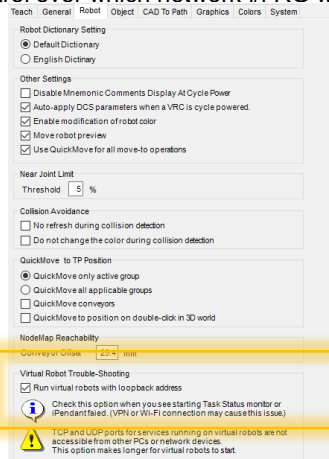 Teach General Robot Object CAD To Path Graphics Colors System
Robot Dictionary Setting
Default Dictionary
English Dictinary
Other Settings
Disable Mnemonic Comments Display At Cycle Power
Auto-apply DCS parameters when a VRC is cycle powered.
Enable modification of robot color
Move robot preview
Use QuickMove for all move-to operations
Near Joint Limit
Threshold 5 %
Collision Avoidance
No refresh during collision detection
Do not change the color during collision detection
QuickMove to TP Position
QuickMove only active group
QuickMove all applicable groups
QuickMove conveyors
QuickMove to position on double-click in 3D world
NodeMap Reachability
Conveyor Offset 25.4 mm
Virtual Robot Trouble-Shooting
Run virtual robots with loopback address
Check this option when you see starting Task Status monitor or
iPendant faied. (VPN or Wi-Fi connection may cause this issue.)
TCP and UDP ports for services running on virtual robots are not
accessible from other PCs or network devices.
This option makes longer for virtual robots to start.